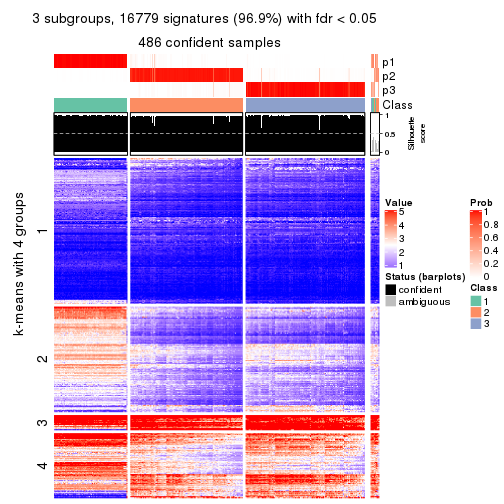 3 subgroups, 16779 signatures (96.9%) with fdr < 0.05
486 confident samples
p1
p2
p3
Class
1
0.5
0
Silhouette
score
k-means with 4 groups
1
2
3
4
Value
5
4
3
2
1
Status (barplots)
confident
ambiguous
Prob
1
0.8
0.6
0.4
0.2
0
Class
1
2
3